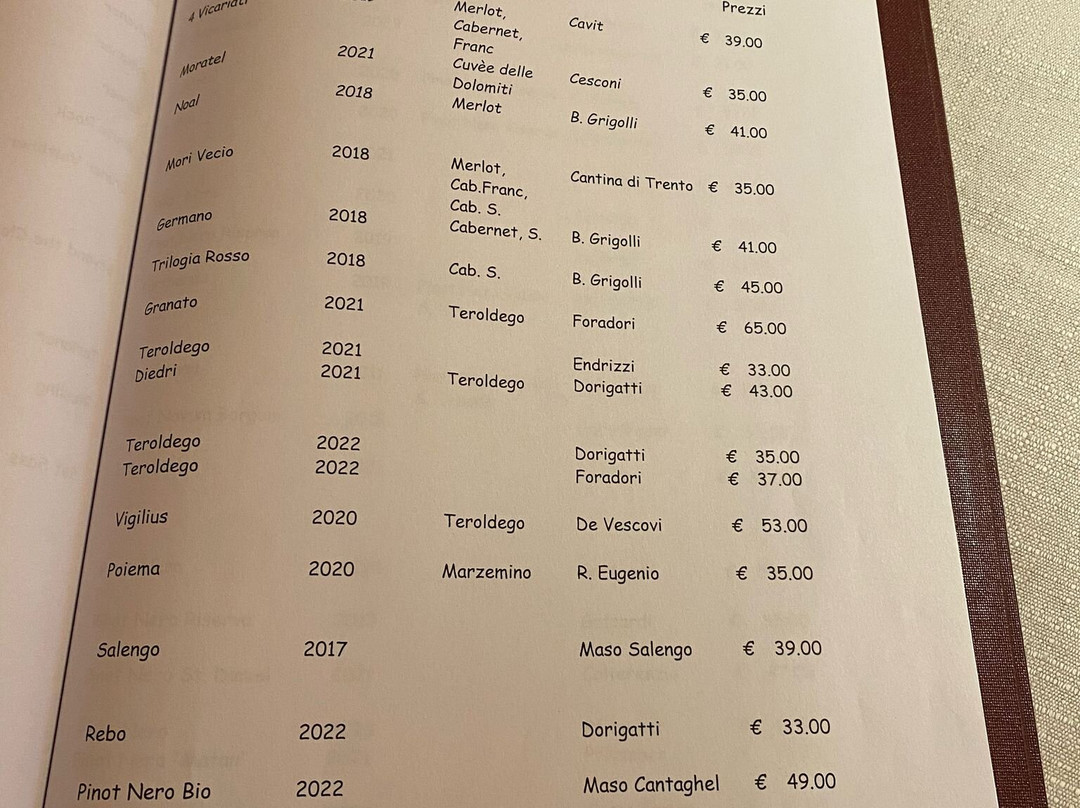 Prezzi
4 Vicariati Merlot, Cavit € 39.00
Cabernet,
Franc
Moratel 2021 Cuvèe delle Cesconi € 35.00
Dolomiti
Noal 2018 Merlot B. Grigolli € 41.00
Mori Vecio 2018 Merlot, Cantina di Trento € 35.00
Cab.Franc,
Cab. S.
Germano 2018 Cabernet, S. B. Grigolli € 41.00
Trilogia Rosso 2018 Cab. S. B. Grigolli € 45.00
Granato 2021 Teroldego Foradori € 65.00
Teroldego 2021 Endrizzi € 33.00
Diedri 2021 Teroldego Dorigatti € 43.00
Teroldego 2022 Dorigatti € 35.00
Teroldego 2022 Foradori € 37.00
Vigilius 2020 Teroldego De Vescovi € 53.00
Poiema 2020 Marzemino R. Eugenio € 35.00
Salengo 2017 Maso Salengo € 39.00
Rebo 2022 Dorigatti € 33.00
Pinot Nero Bio 2022 Maso Cantaghel € 49.00